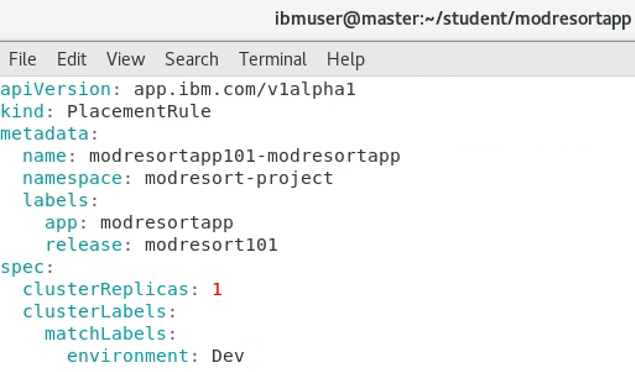 ibmuser@master:~/student/modresortapp
File Edit View Search Terminal Help
apiVersion: app.ibm.com/v1alpha1
kind: PlacementRule
metadata:
  name: modresortapp101-modresortapp
  namespace: modresort-project
  labels:
    app: modresortapp
    release: modresort101
spec:
  clusterReplicas: 1
  clusterLabels:
    matchLabels:
      environment: Dev